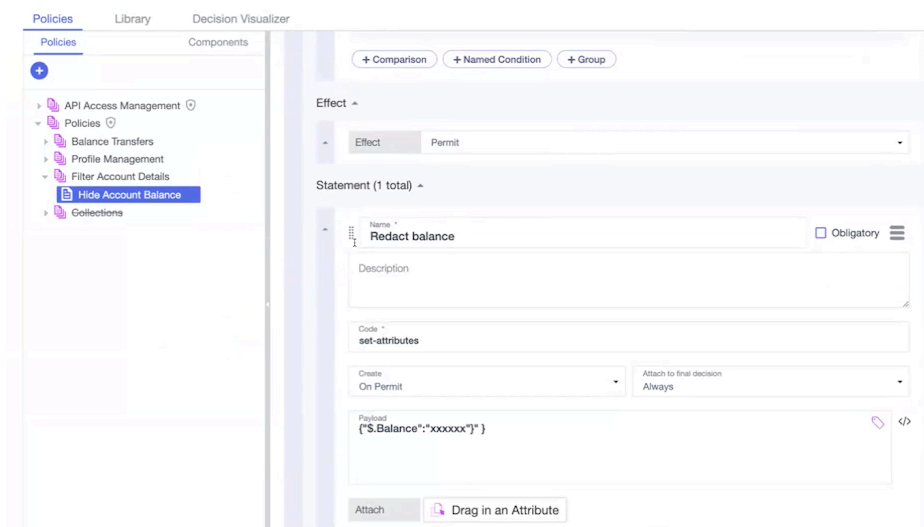 Policies Library Decision Visualizer
Policies Components
+
API Access Management
Policies
Balance Transfers
Profile Management
Filter Account Details
Hide Account Balance
Collections
+ Comparison + Named Condition + Group
Effect
Effect Permit
Statement (1 total)
Name *
Redact balance
Obligatory
Description
Code *
set-attributes
Create
On Permit
Attach to final decision
Always
Payload
{"$.Balance":"xxxxxx"}" }
</>
Attach Drag in an Attribute